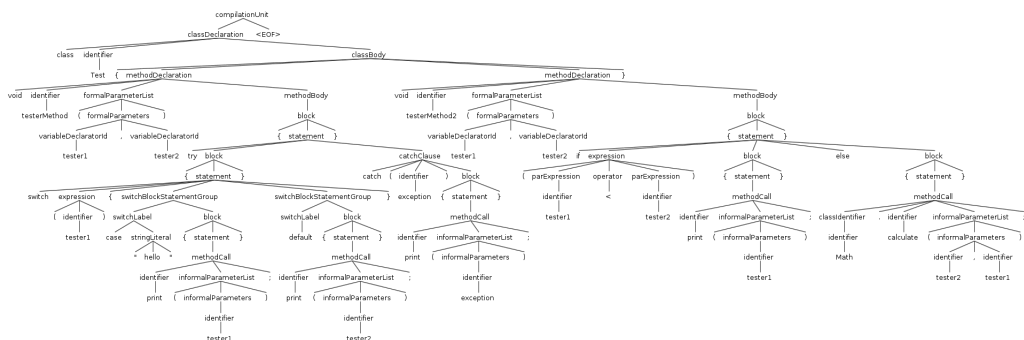 compilationUnit
classDeclaration <EOF>
class identifier classBody
Test { methodDeclaration methodDeclaration }
void identifier formalParameterList methodBody void identifier formalParameterList methodBody
testerMethod ( formalParameters ) block testerMethod2 ( formalParameters ) block
variableDeclaratorId , variableDeclaratorId { statement } variableDeclaratorId , variableDeclaratorId { statement }
tester1 tester2 try block catchClause tester1 tester2 if expression block else block
{ statement } catch ( identifier ) block ( parExpression operator parExpression ) { statement } { statement }
switch expression { switchBlockStatementGroup switchBlockStatementGroup } exception { statement } identifier < identifier methodCall methodCall
( identifier ) switchLabel block switchLabel block methodCall tester1 tester2 identifier informalParameterList ; classIdentifier . identifier informalParameterList ;
tester1 case stringLiteral { statement } default { statement } identifier informalParameterList ; print ( informalParameters ) identifier calculate ( informalParameters )
" hello " methodCall methodCall print ( informalParameters ) identifier Math identifier , identifier
identifier informalParameterList ; identifier informalParameterList ; identifier tester1 tester2 tester1
print ( informalParameters ) print ( informalParameters ) exception
identifier identifier
tester1 tester2